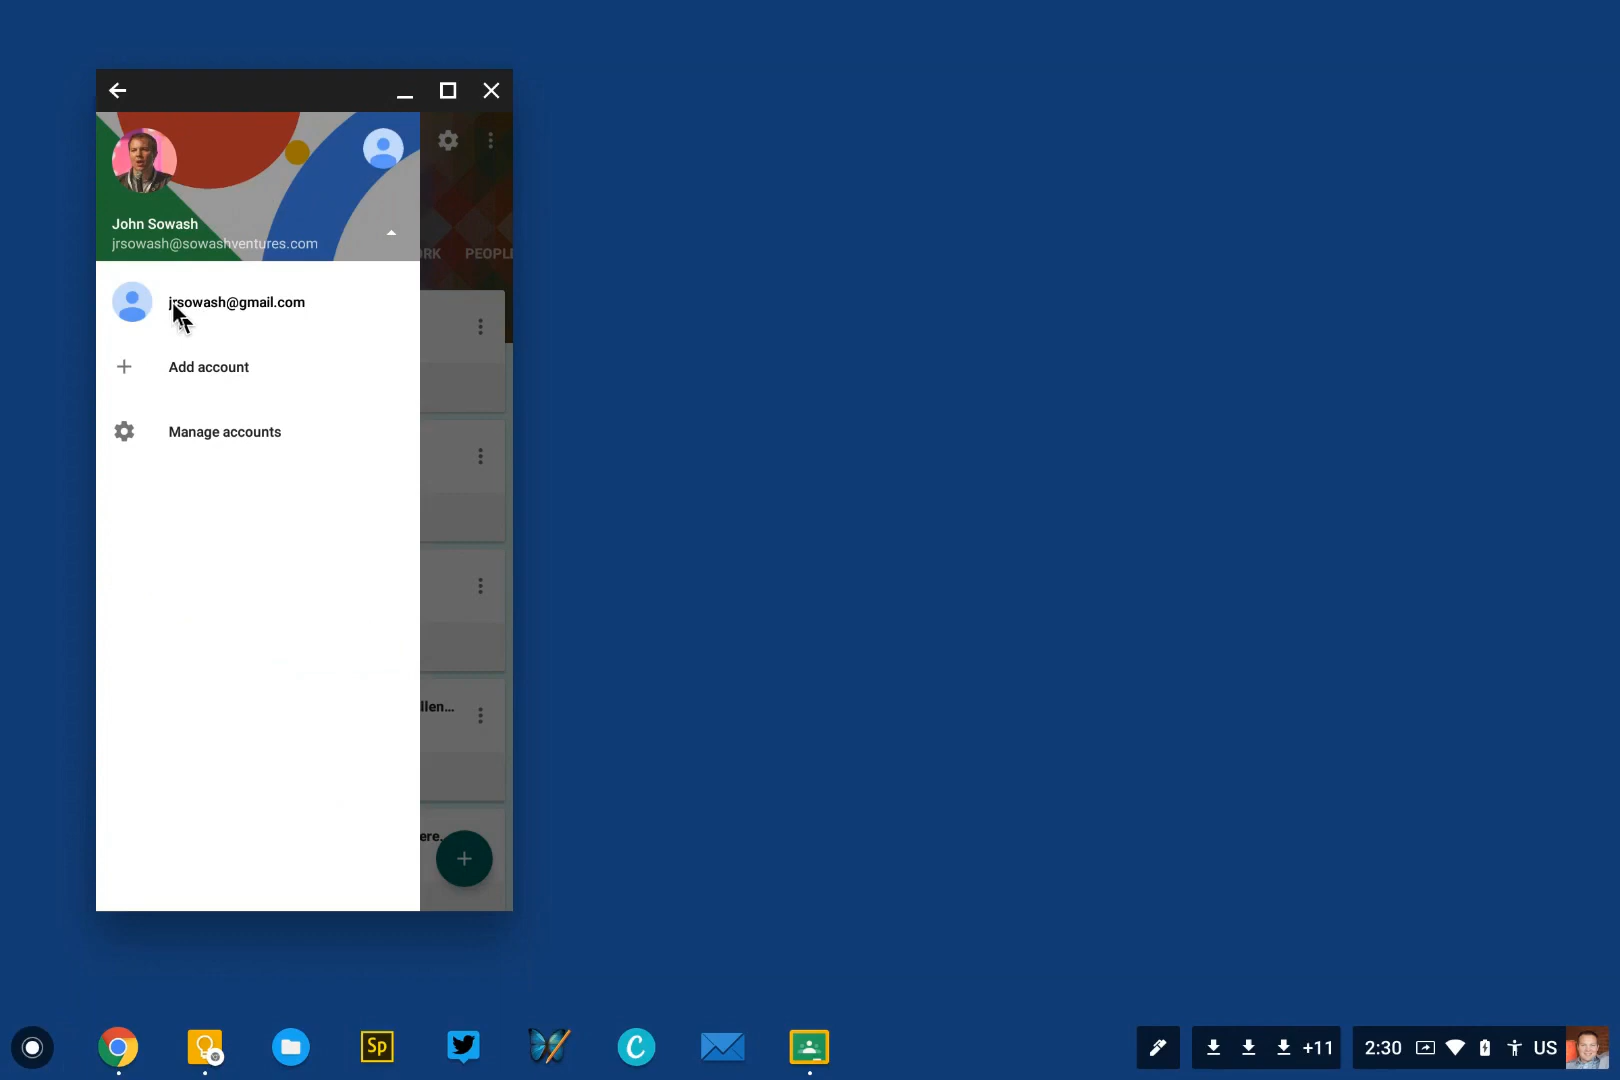 John Sowash
jrsowash@sowashventures.com
RK PEOPL
jrsowash@gmail.com
Add account
Manage accounts
llen...
ere...
Sp
C
+11
2:30
US